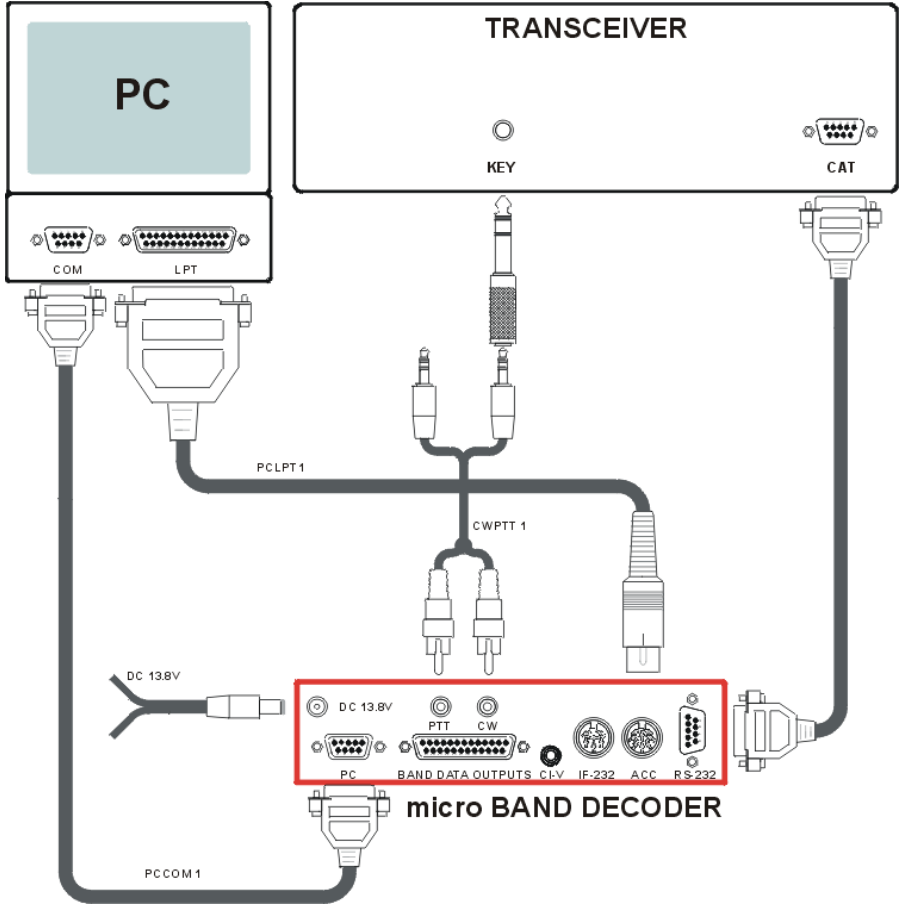 PC
TRANSCEIVER
KEY
CAT
COM
LPT
PCLPT1
CWPTT 1
DC 13.8V
DC 13.8V
PTT
CW
PC
BAND DATA OUTPUTS
CI-V
IF-232
ACC
RS-232
micro BAND DECODER
PCCOM1